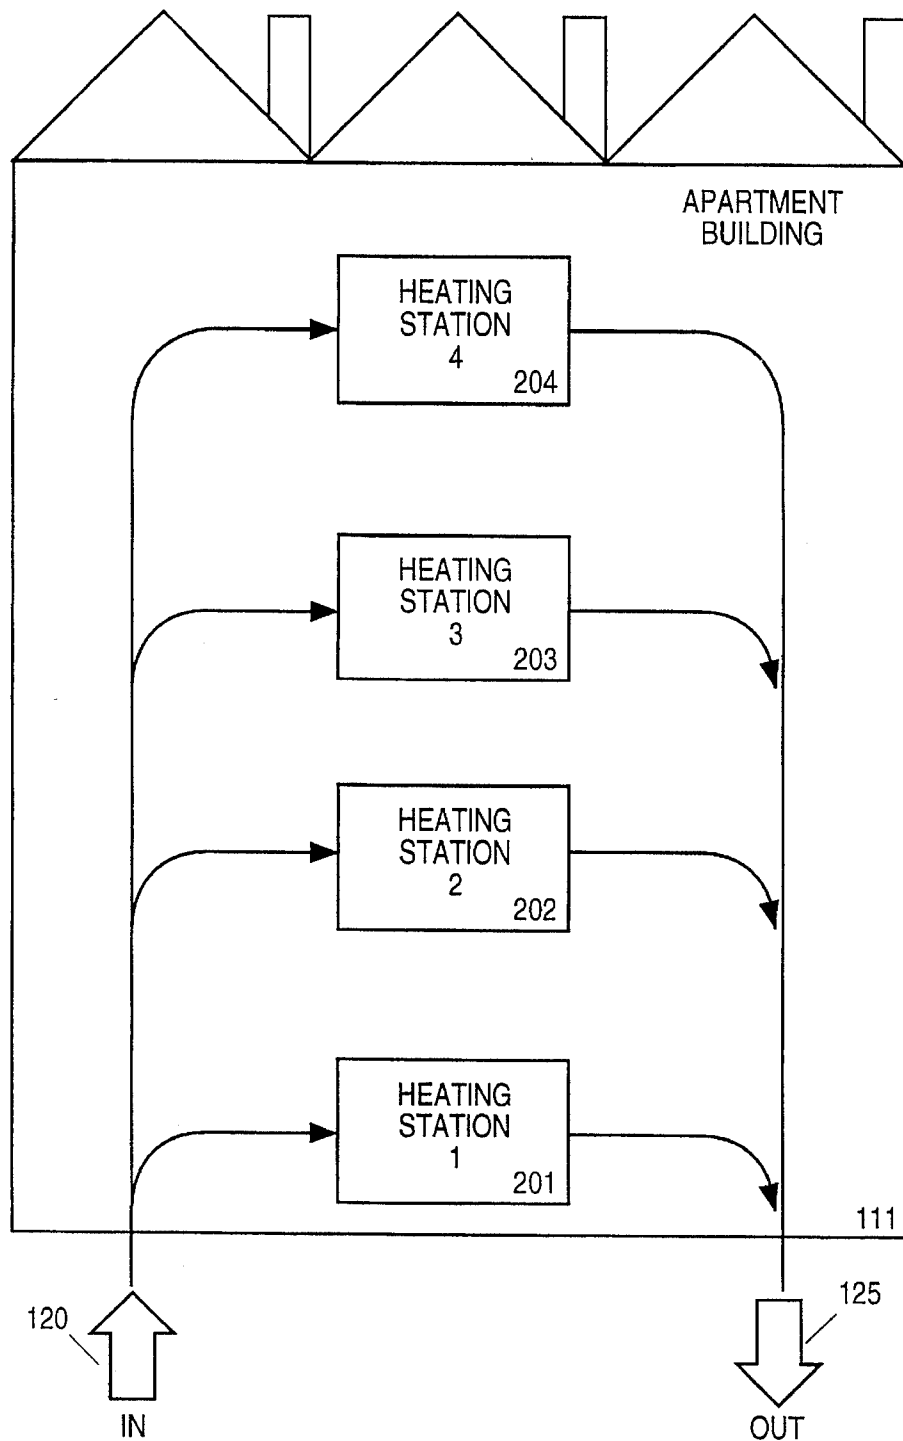 APARTMENT
BUILDING
HEATING
STATION
4
204
HEATING
STATION
3
203
HEATING
STATION
2
202
HEATING
STATION
1
201
111
120
125
IN
OUT